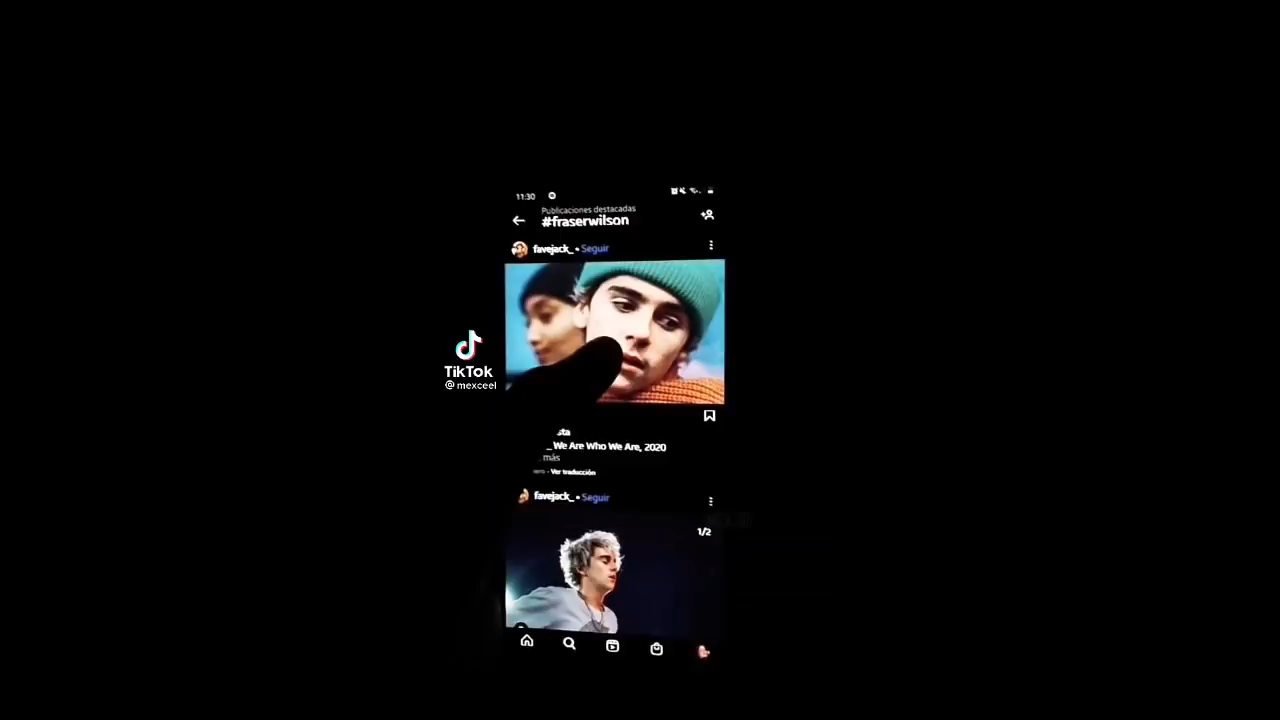 11:30
Publicaciones destacadas
#fraserwilson
favejack_ • Seguir
TikTok
@mexceel
sta
_ We Are Who We Are, 2020
más
Ver traducción
favejack_ • Seguir
1/2